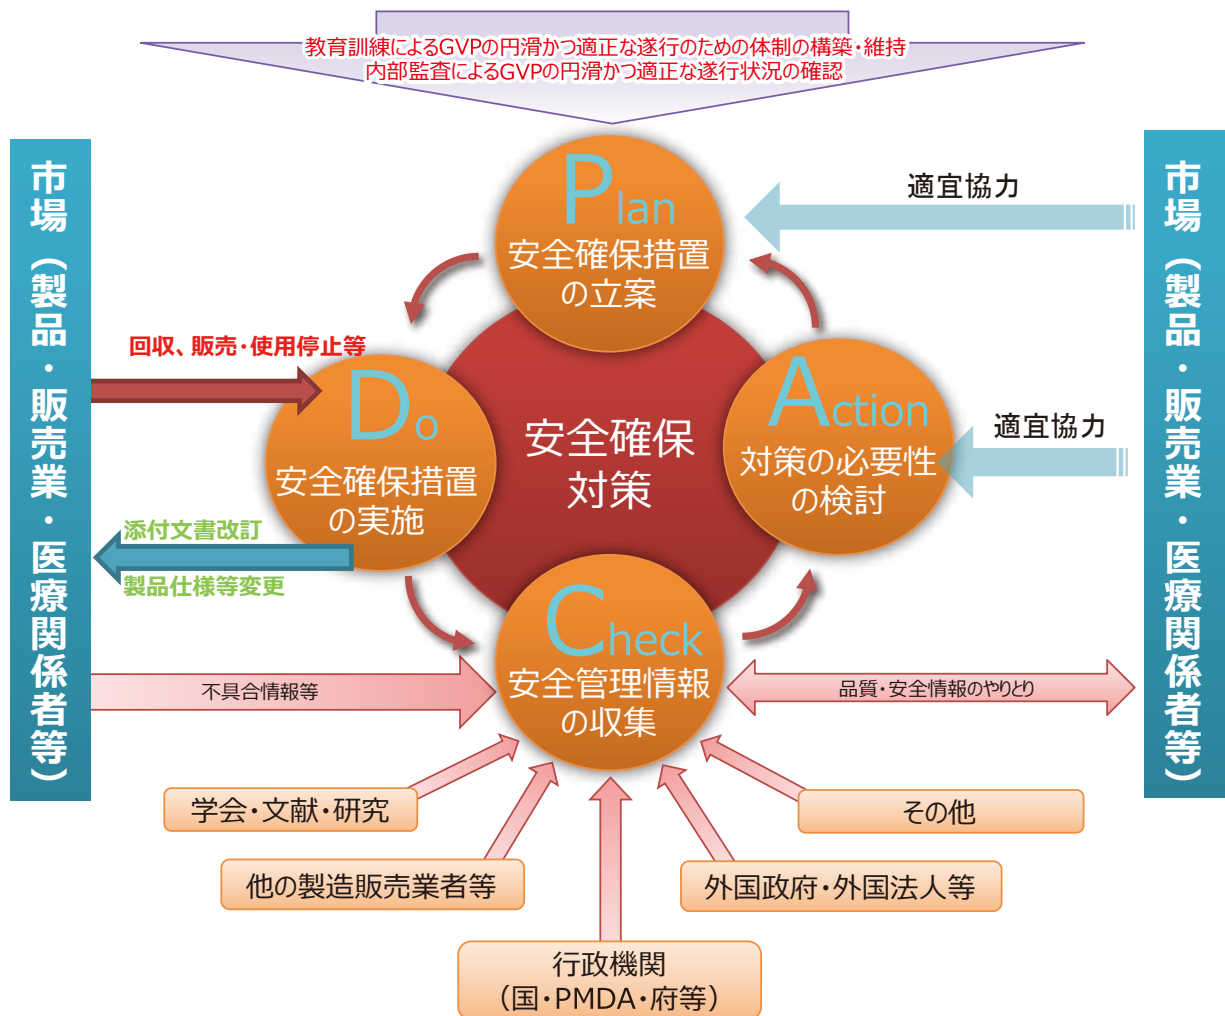 教育訓練によるGVPの円滑かつ適正な遂行のための体制の構築・維持
内部監査によるGVPの円滑かつ適正な遂行状況の確認
市場（製品・販売業・医療関係者等）
Plan
安全確保措置
の立案
適宜協力
市場（製品・販売業・医療関係者等）
回収、販売・使用停止等
Do
安全確保措置
の実施
安全確保
対策
Action
対策の必要性
の検討
適宜協力
添付文書改訂
製品仕様等変更
Check
安全管理情報
の収集
不具合情報等
品質・安全情報のやりとり
学会・文献・研究
その他
他の製造販売業者等
外国政府・外国法人等
行政機関
（国・PMDA・府等）